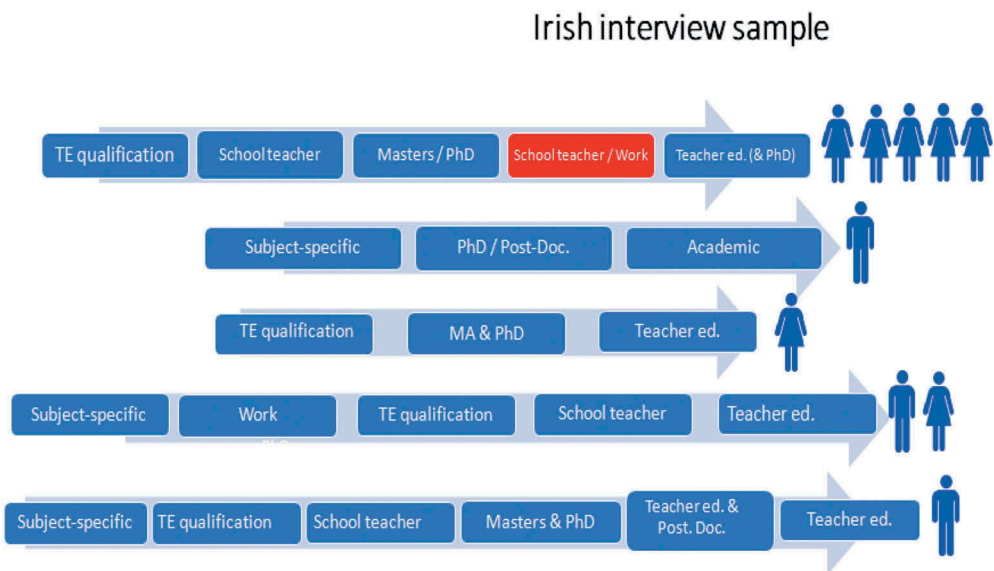 Irish interview sample
TE qualification
School teacher
Masters / PhD
School teacher / Work
Teacher ed. (& PhD)
Subject-specific
PhD / Post-Doc.
Academic
TE qualification
MA & PhD
Teacher ed.
Subject-specific
Work
TE qualification
School teacher
Teacher ed.
Subject-specific
TE qualification
School teacher
Masters & PhD
Teacher ed. &
Post. Doc.
Teacher ed.